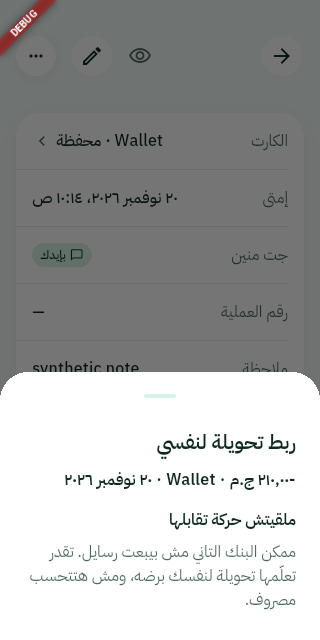 DEBUG
الكارت
محفظة · Wallet
إمتى
٢٠ نوفمبر ٢٠٢٦، ١٠:١٤ ص
جت منين
بإيدك
رقم العملية
—
ملاحظة
synthetic note
ربط تحويلة لنفسي
-٢١٠,٠٠ ج.م · Wallet · ٢٠ نوفمبر ٢٠٢٦
ملقيتش حركة تقابلها
ممكن البنك التاني مش بيبعت رسايل. تقدر
تعلّمها تحويلة لنفسك برضه، ومش هتتحسب
مصروف.